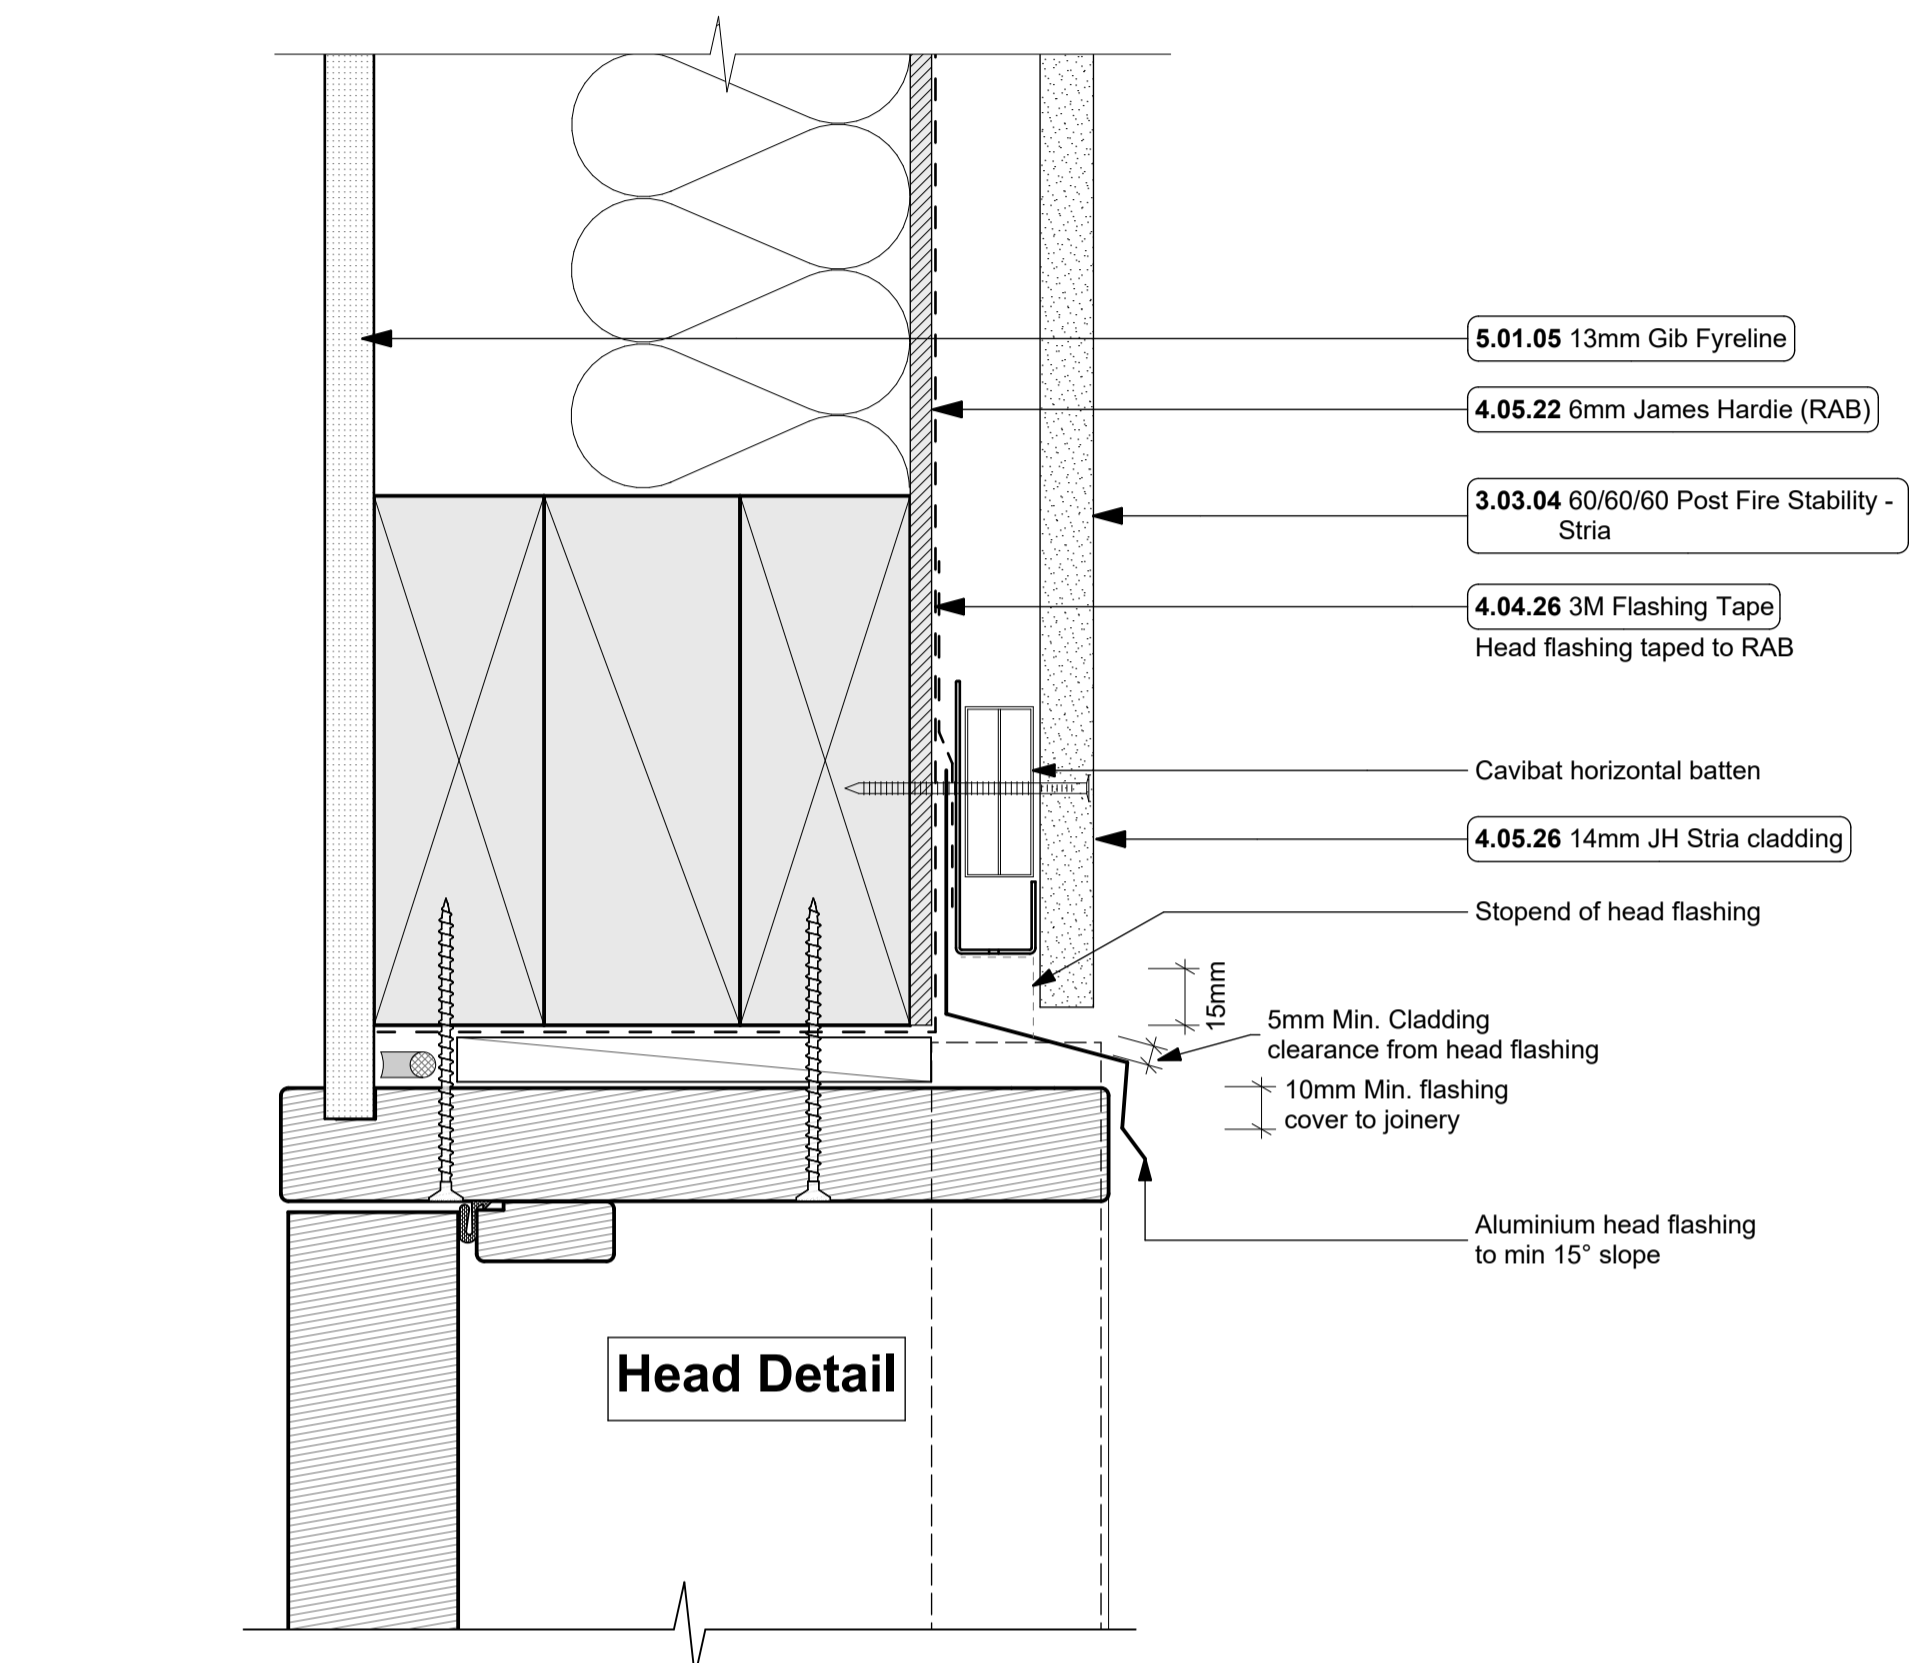 5.01.05 13mm Gib Fyreline
4.05.22 6mm James Hardie (RAB)
3.03.04 60/60/60 Post Fire Stability -
Stria
4.04.26 3M Flashing Tape
Head flashing taped to RAB
Cavibat horizontal batten
4.05.26 14mm JH Stria cladding
Stopend of head flashing
15mm
5mm Min. Cladding
clearance from head flashing
10mm Min. flashing
cover to joinery
Aluminium head flashing
to min 15° slope
Head Detail